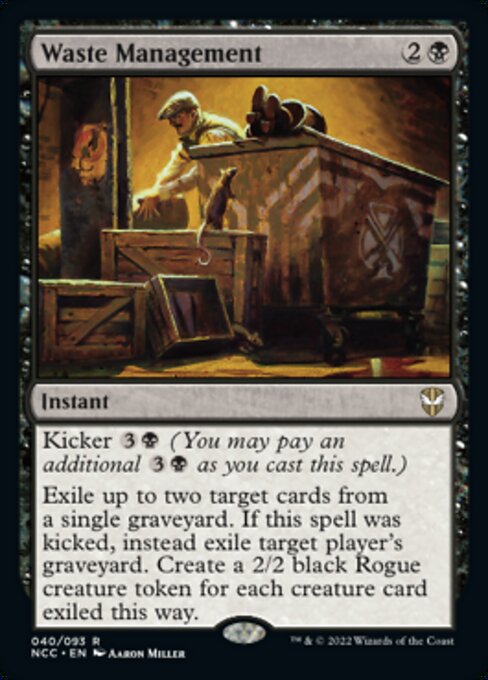 Waste Management 2
Instant
Kicker 3 (You may pay an
additional 3 as you cast this spell.)
Exile up to two target cards from
a single graveyard. If this spell was
kicked, instead exile target player's
graveyard. Create a 2/2 black Rogue
creature token for each creature card
exiled this way.
040/093 R
NCC • EN Aaron Miller
™ & © 2022 Wizards of the Coast